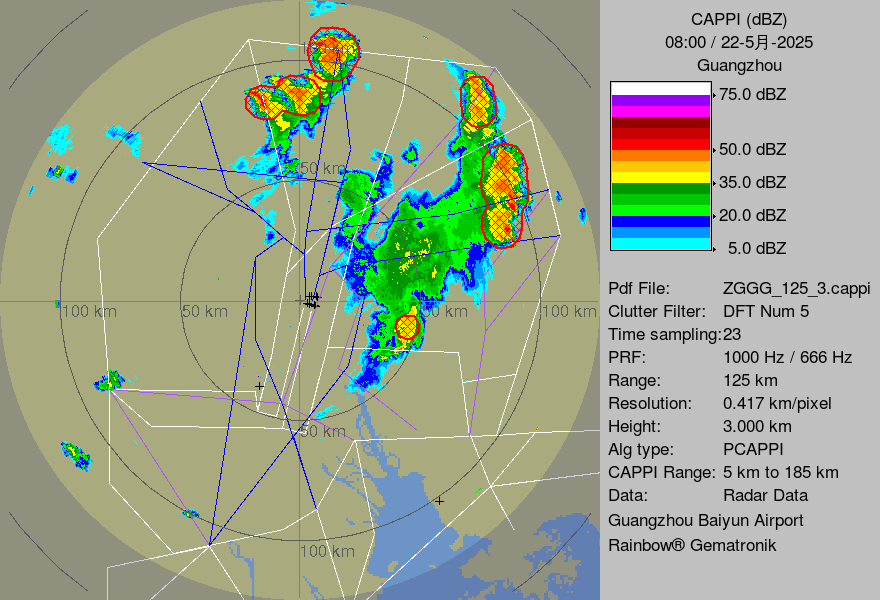 CAPPI (dBZ)
08:00 / 22-5月-2025
Guangzhou
75.0 dBZ
50.0 dBZ
35.0 dBZ
20.0 dBZ
5.0 dBZ
50 km
100 km
50 km
50 km
100 km
50 km
100 km
Pdf File: ZGGG_125_3.cappi
Clutter Filter: DFT Num 5
Time sampling:23
PRF: 1000 Hz / 666 Hz
Range: 125 km
Resolution: 0.417 km/pixel
Height: 3.000 km
Alg type: PCAPPI
CAPPI Range: 5 km to 185 km
Data: Radar Data
Guangzhou Baiyun Airport
Rainbow® Gematronik